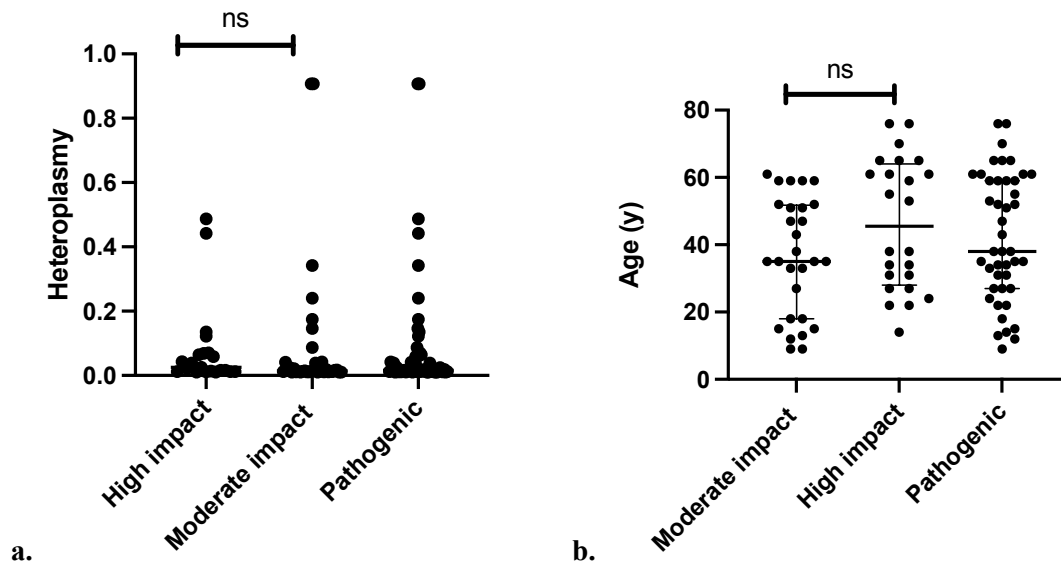 ns
1.0
0.8
0.6
0.4
0.2
0.0
Heteroplasmy
High impact
Moderate impact
Pathogenic
a.
ns
80
60
40
20
0
Age (y)
Moderate impact
High impact
Pathogenic
b.